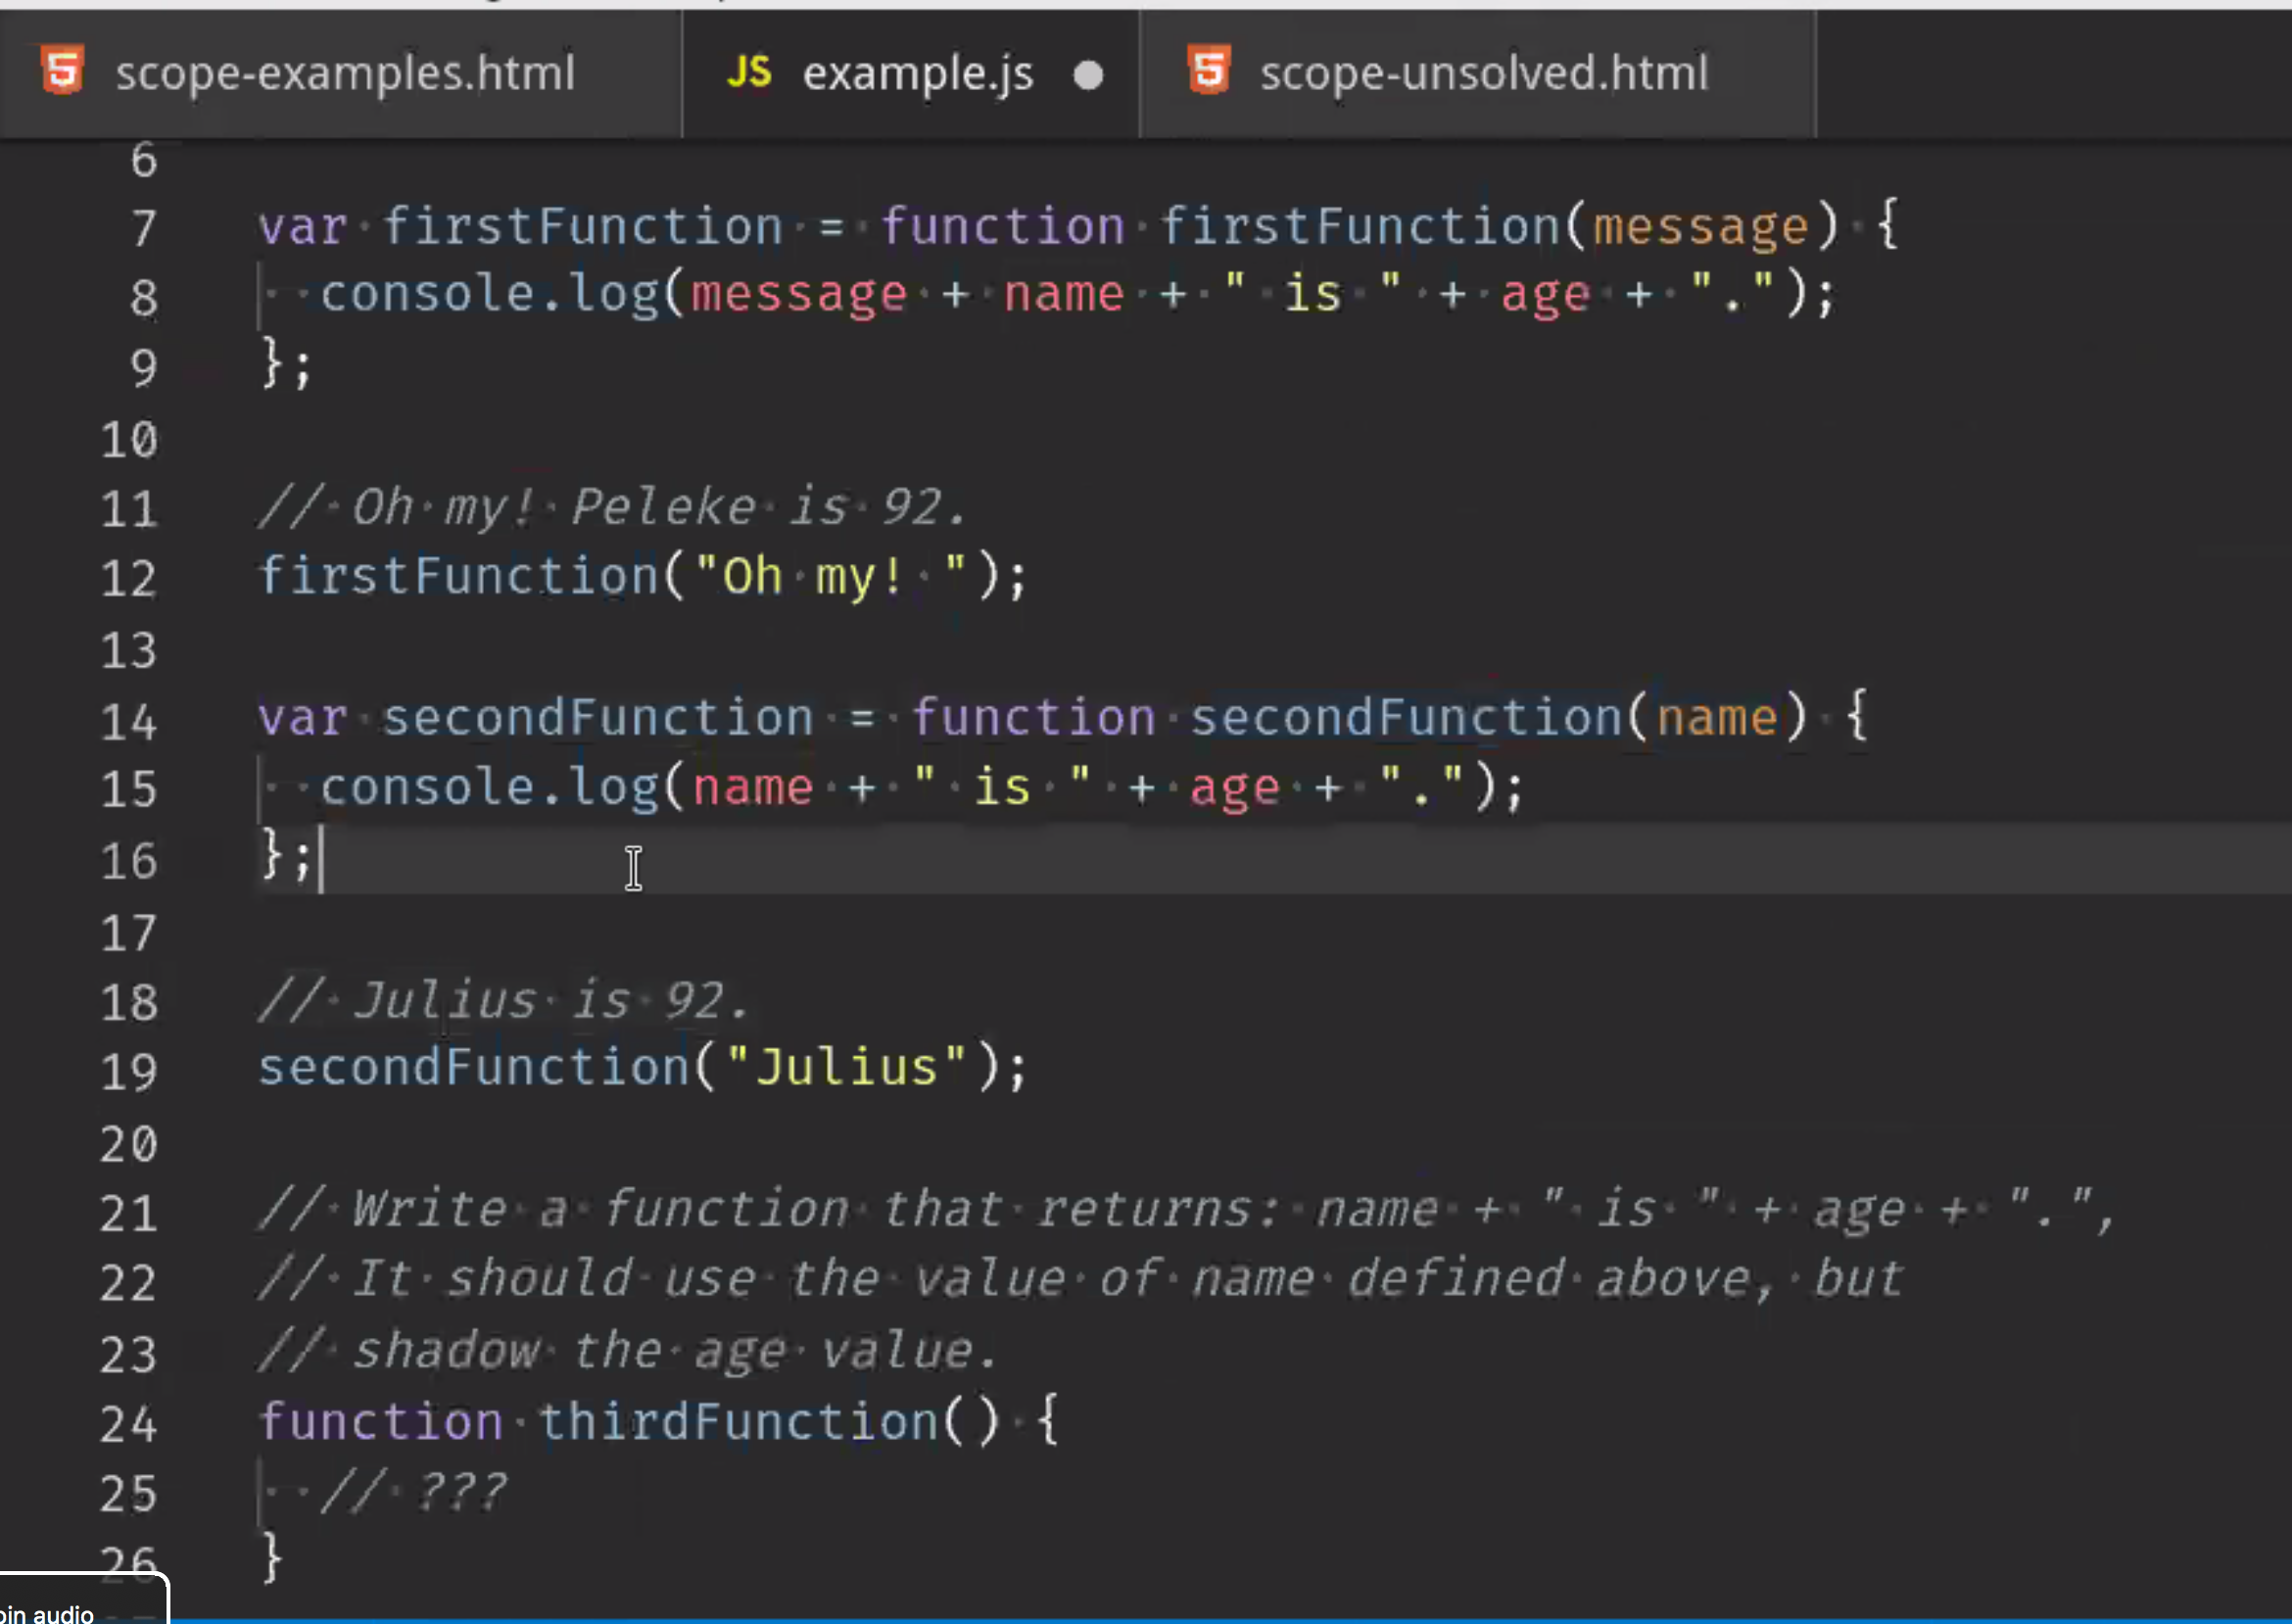 scope-examples.html JS example.js scope-unsolved.html
6
7 var firstFunction = function firstFunction(message) {
8 console.log(message + name + " is " + age + ".");
9 };
10
11 // Oh my! Peleke is 92.
12 firstFunction("Oh my! ");
13
14 var secondFunction = function secondFunction(name) {
15 console.log(name + " is " + age + ".");
16 };
17
18 // Julius is 92.
19 secondFunction("Julius");
20
21 // Write a function that returns: name + " is " + age + ".",
22 // It should use the value of name defined above, but
23 // shadow the age value.
24 function thirdFunction() {
25 // ???
26 }
audio